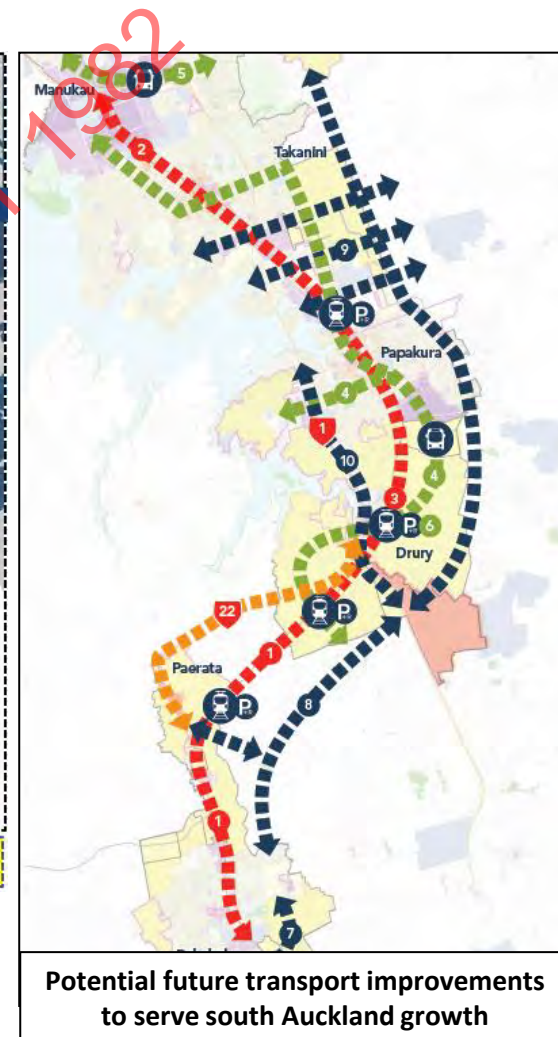 1982
Manukau
5
2
Takanini
9
P
Papakura
4
1
10
4
3
P 6
Drury
22
P
1
Paerata
P
8
1
7
Potential future transport improvements
to serve south Auckland growth